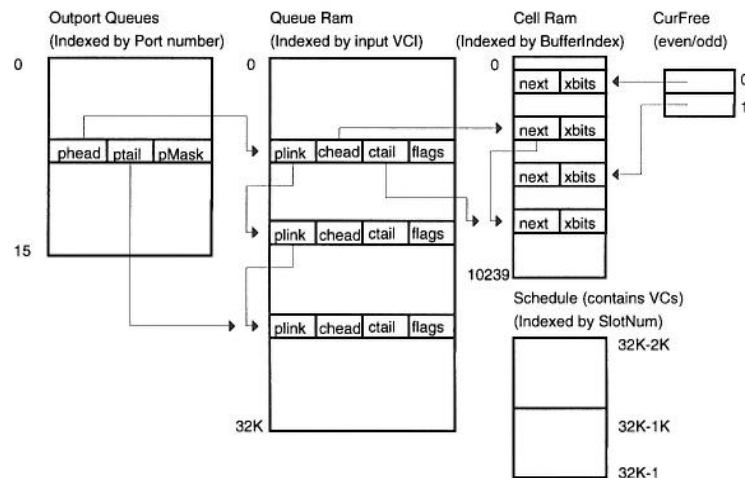 Outport Queues
(Indexed by Port number)
0
phead ptail pMask
15
Queue Ram
(Indexed by input VCI)
0
plink chead ctail flags
plink chead ctail flags
plink chead ctail flags
32K
Cell Ram
(Indexed by BufferIndex)
0
next xbits
next xbits
next xbits
next xbits
10239
CurFree
(even/odd)
0
1
Schedule (contains VCs)
(Indexed by SlotNum)
32K-2K
32K-1K
32K-1